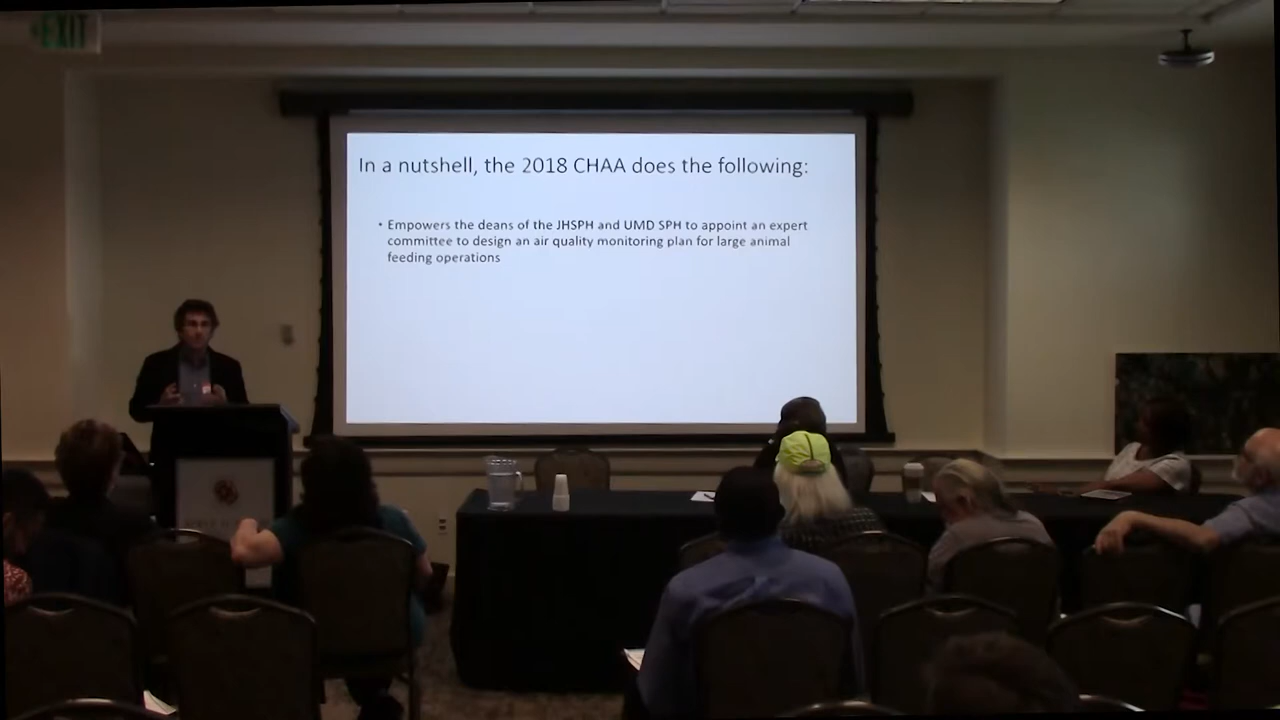 EXIT
In a nutshell, the 2018 CHAA does the following:
• Empowers the deans of the JHSPH and UMD SPH to appoint an expert
committee to design an air quality monitoring plan for large animal
feeding operations